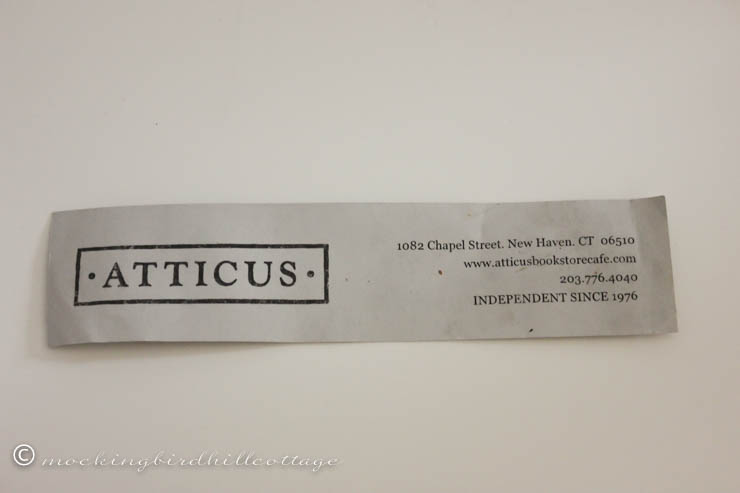 ·ATTICUS·
1082 Chapel Street. New Haven. CT 06510
www.atticusbookstorecafe.com
203.776.4040
INDEPENDENT SINCE 1976
© mockingbirdhillcottage